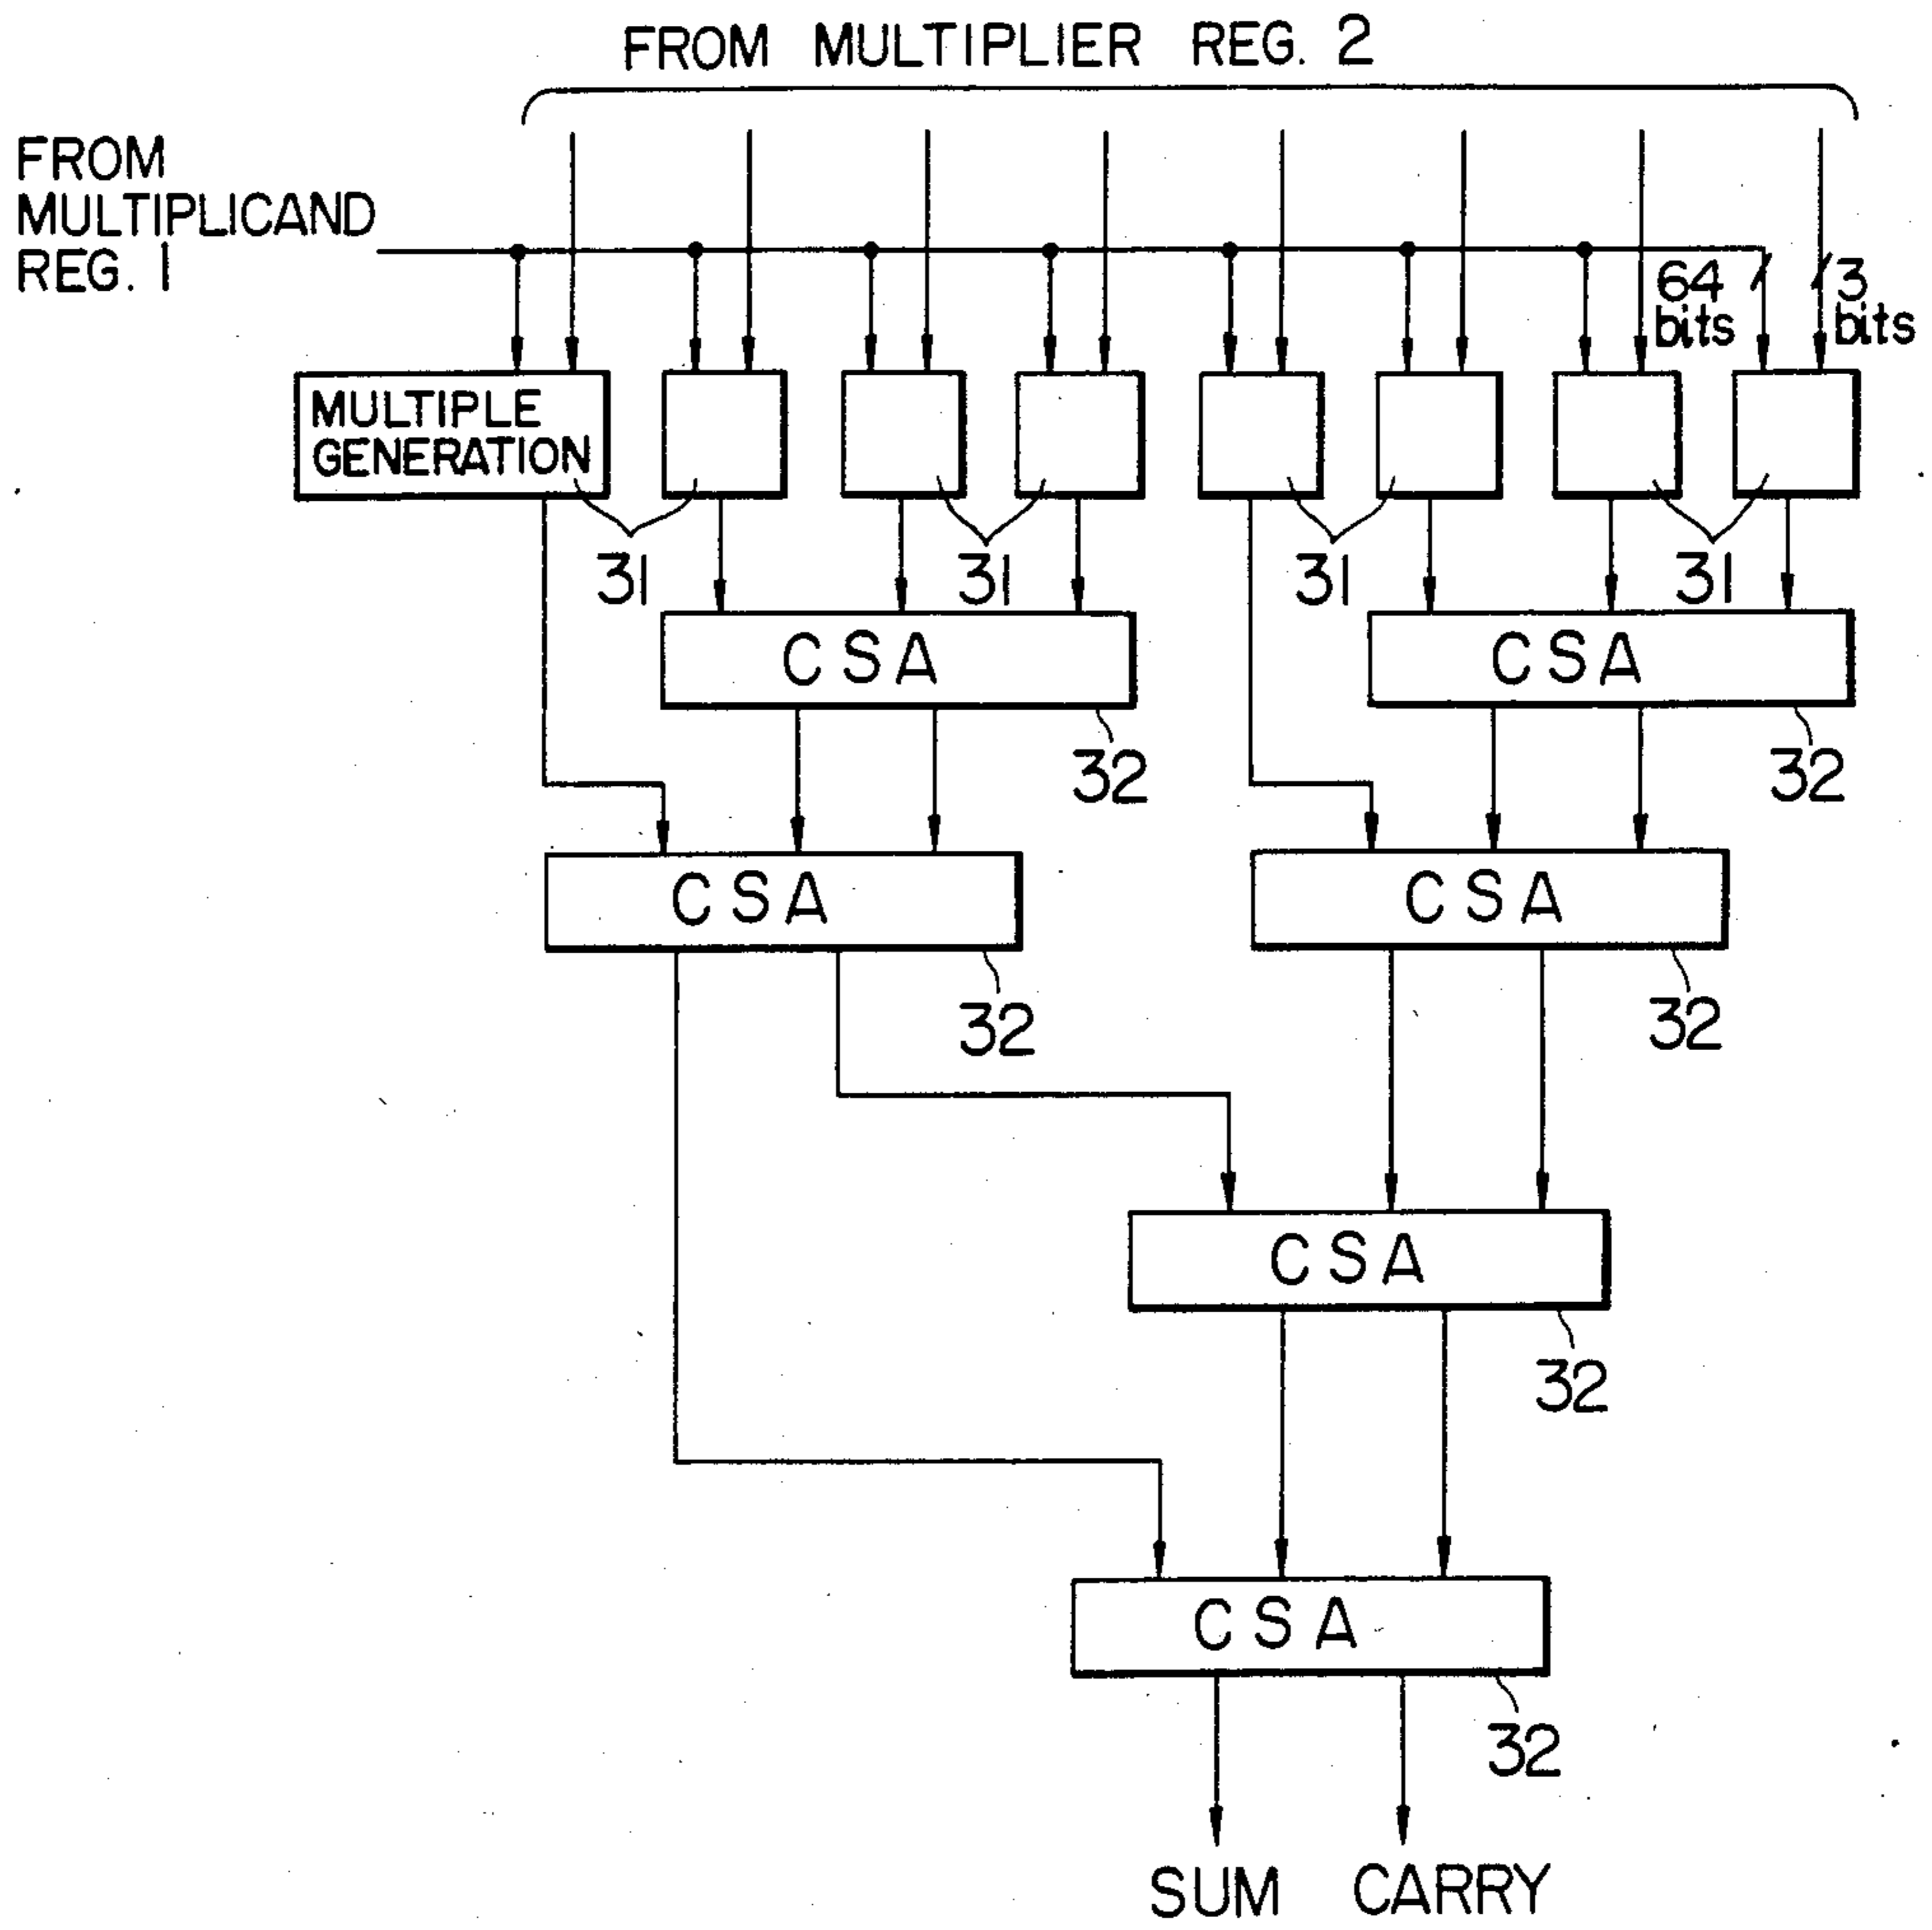 FROM MULTIPLIER REG. 2
FROM
MULTIPLICAND
REG. 1
64
bits
3
bits
MULTIPLE
GENERATION
31
31
31
31
CSA
CSA
32
32
CSA
CSA
32
32
CSA
32
CSA
32
SUM
CARRY